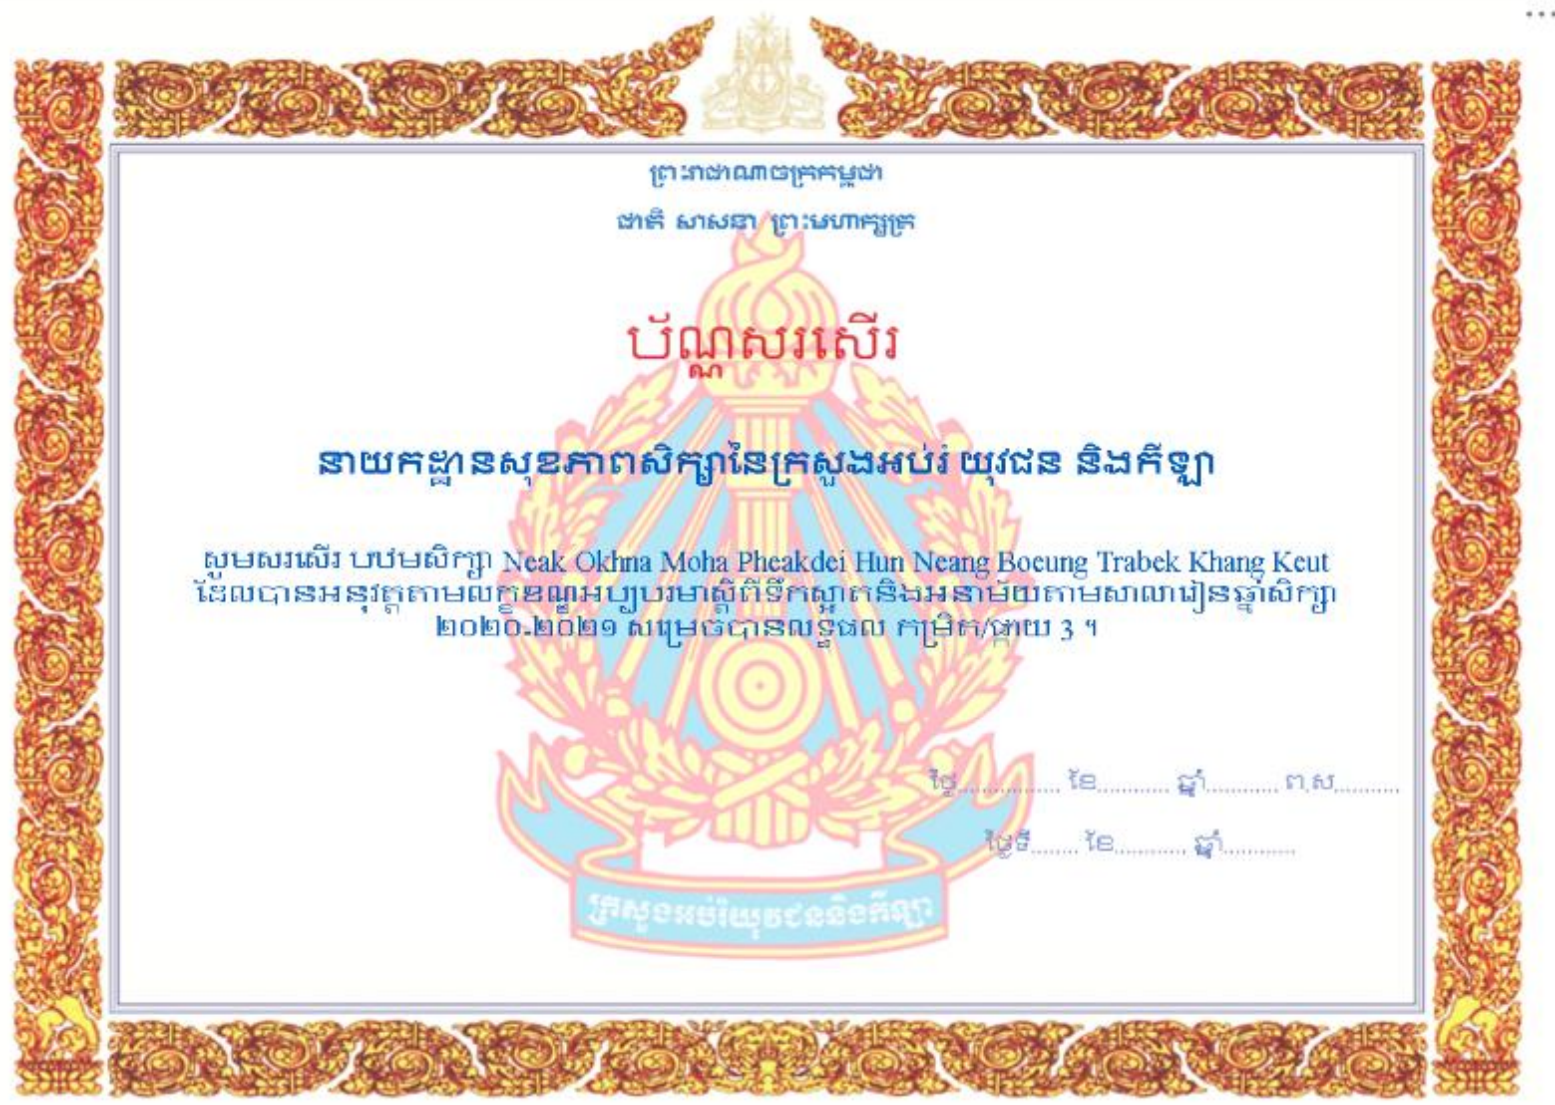 ព្រះរាជាណាចក្រកម្ពុជា
ជាតិ សាសនា ព្រះមហាក្សត្រ
ប័ណ្ណសរសើរ
នាយកដ្ឋានសុខភាពសិក្សានៃក្រសួងអប់រំ យុវជន និងកីឡា
សូមសរសើរ បឋមសិក្សា Neak Okhna Moha Pheakdei Hun Neang Boeung Trabek Khang Keut
ដែលបានអនុវត្តតាមលក្ខខណ្ឌអប្បបរមាស្តីពីទឹកស្អាតនិងអនាម័យតាមសាលារៀនឆ្នាំសិក្សា
២០២០-២០២១ សម្រេចបានលទ្ធផល កម្រិត/ផ្កាយ 3 ។
ថ្ងៃ................. ខែ............ ឆ្នាំ............ ព.ស...........
ថ្ងៃទី........ ខែ............ ឆ្នាំ............
ក្រសួងអប់រំយុវជននិងកីឡា